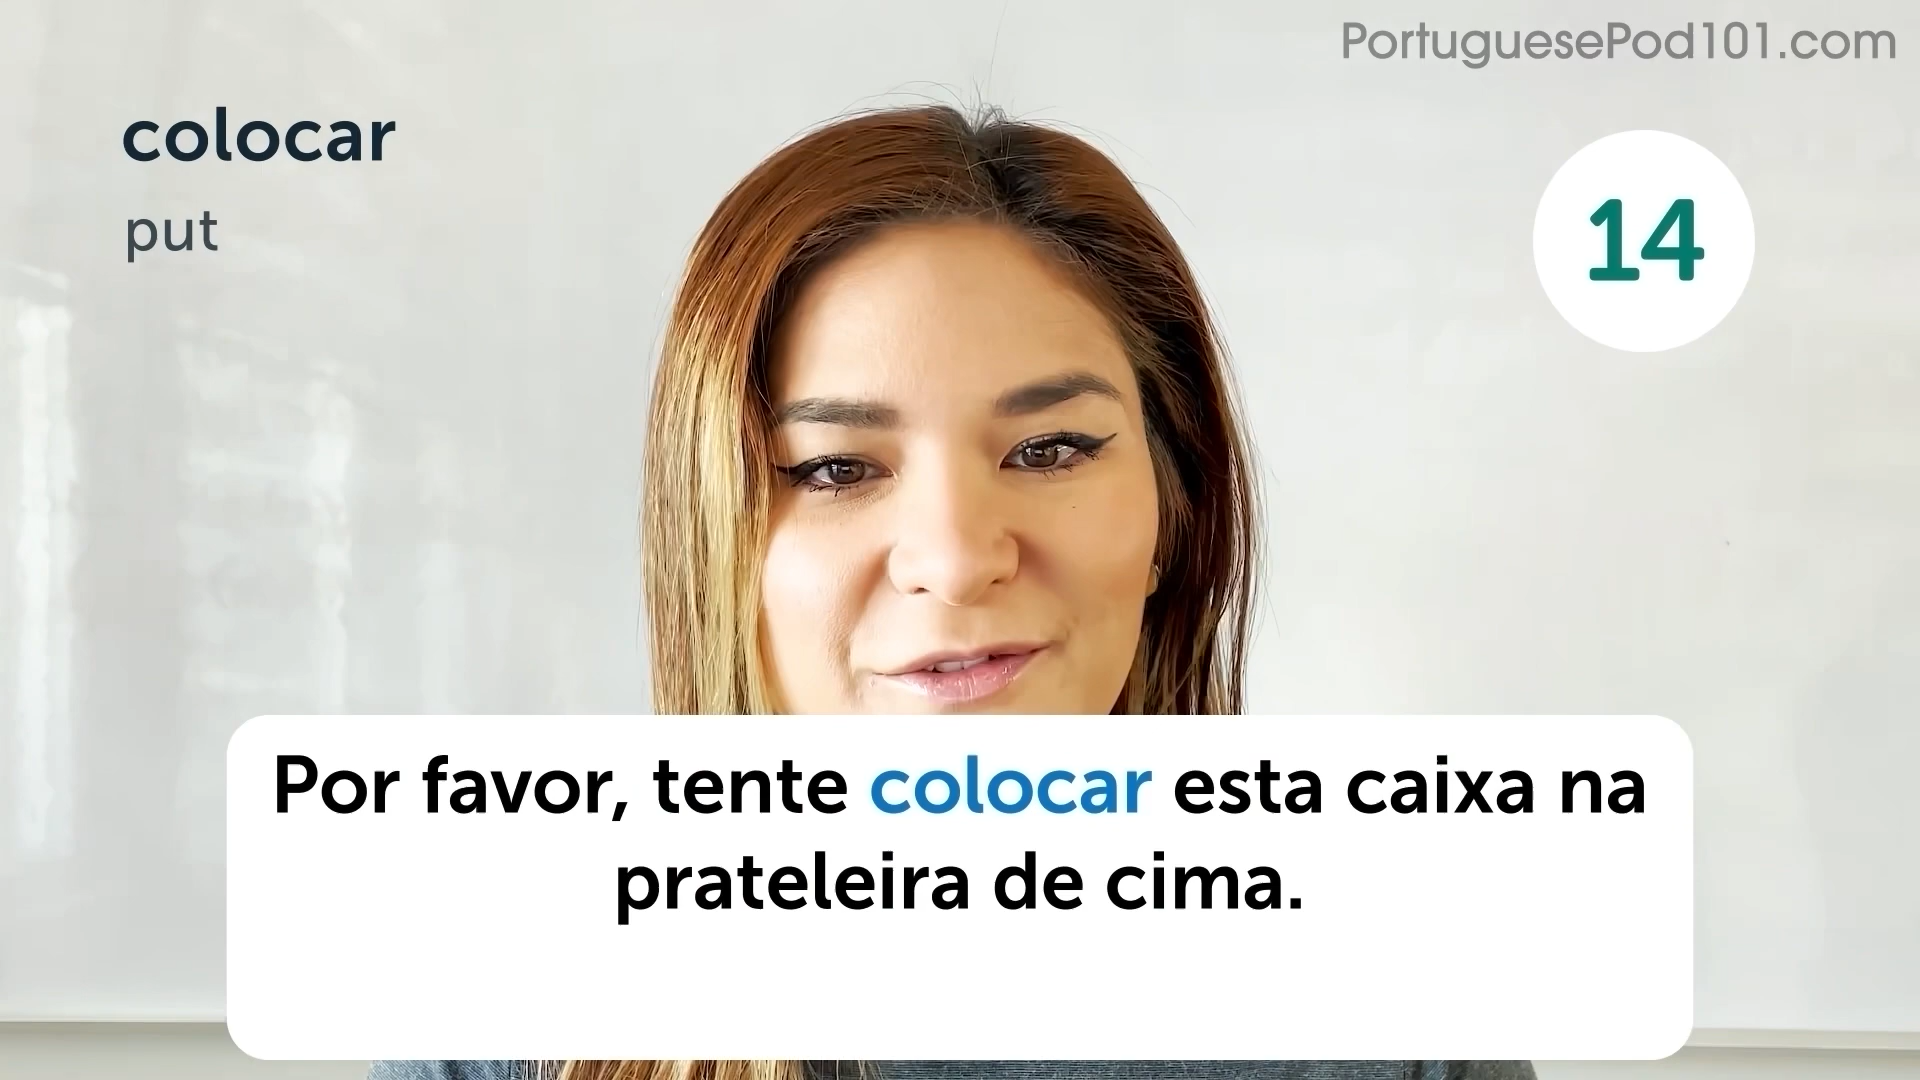 PortuguesePod101.com
colocar
put
14
Por favor, tente colocar esta caixa na
prateleira de cima.